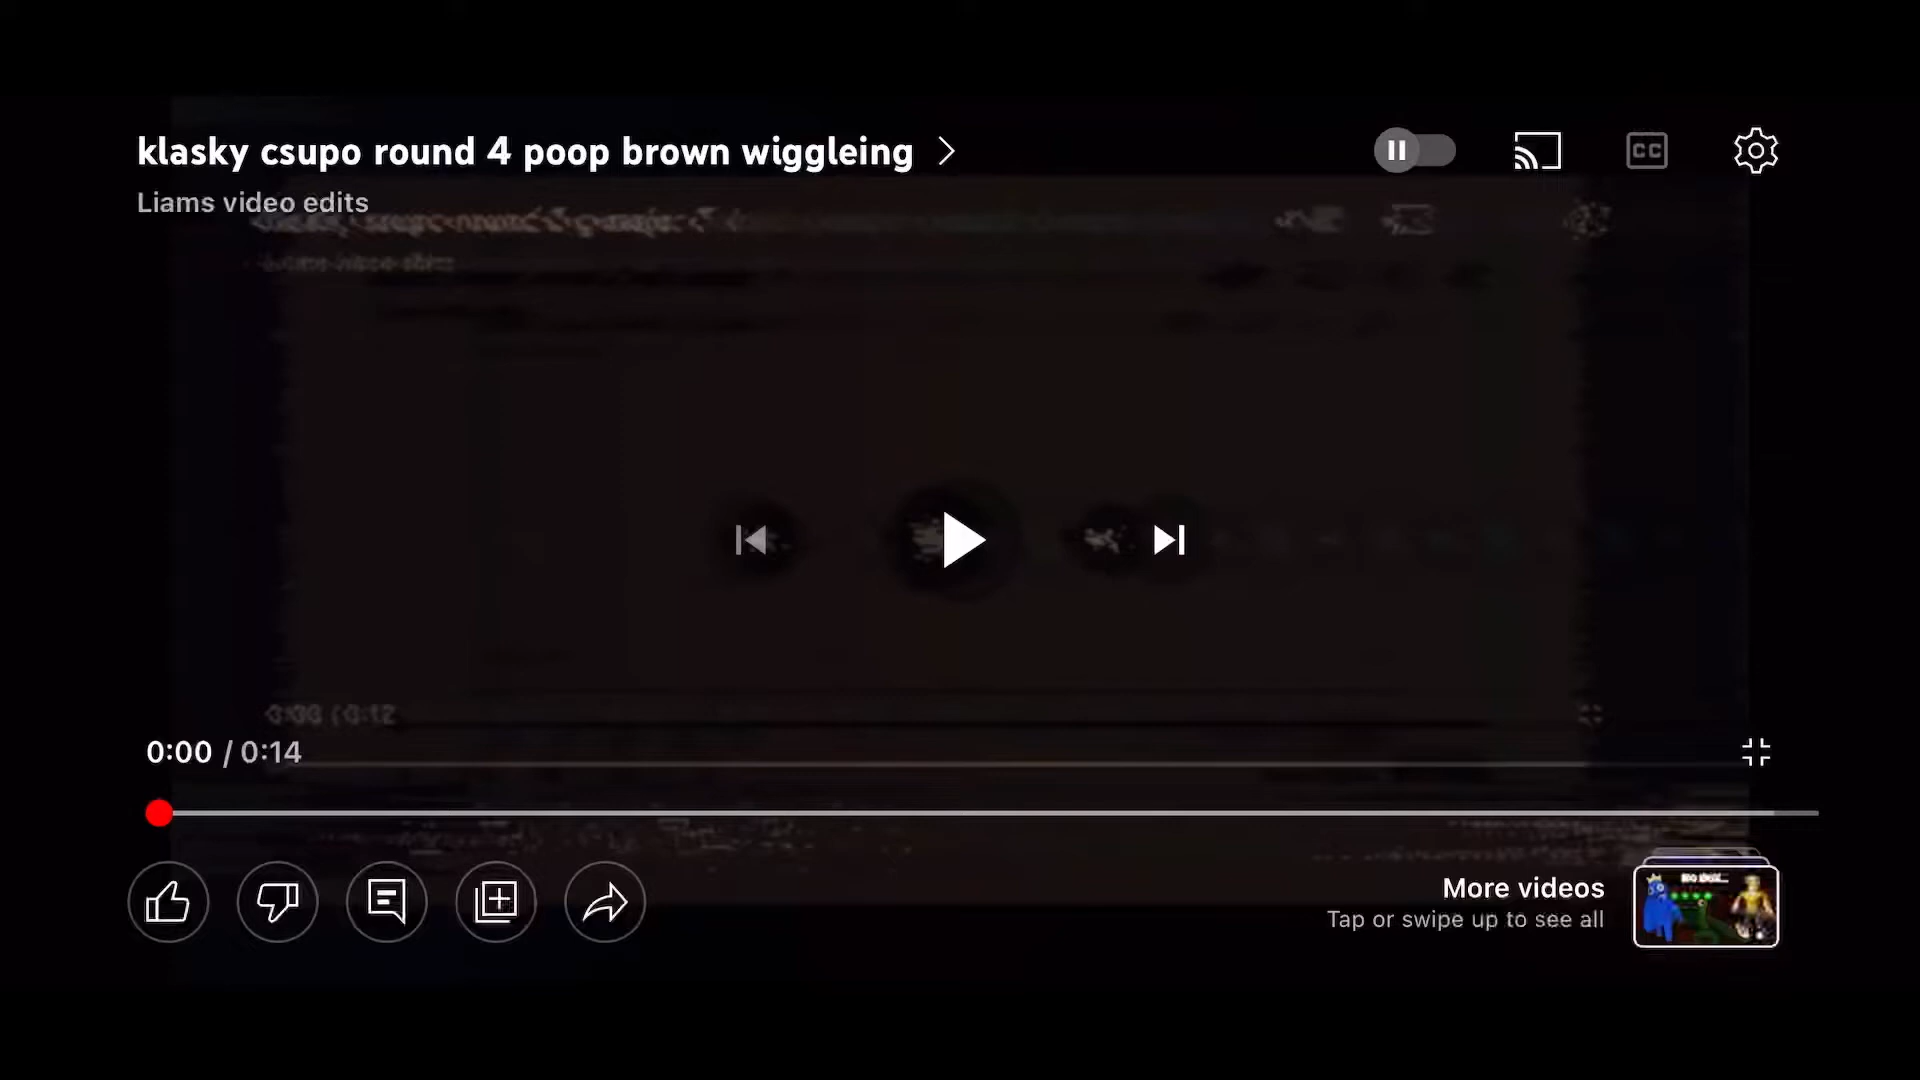 klasky csupo round 4 poop brown wiggleing
CC
Liams video edits
0:00 / 0:14
More videos
Tap or swipe up to see all